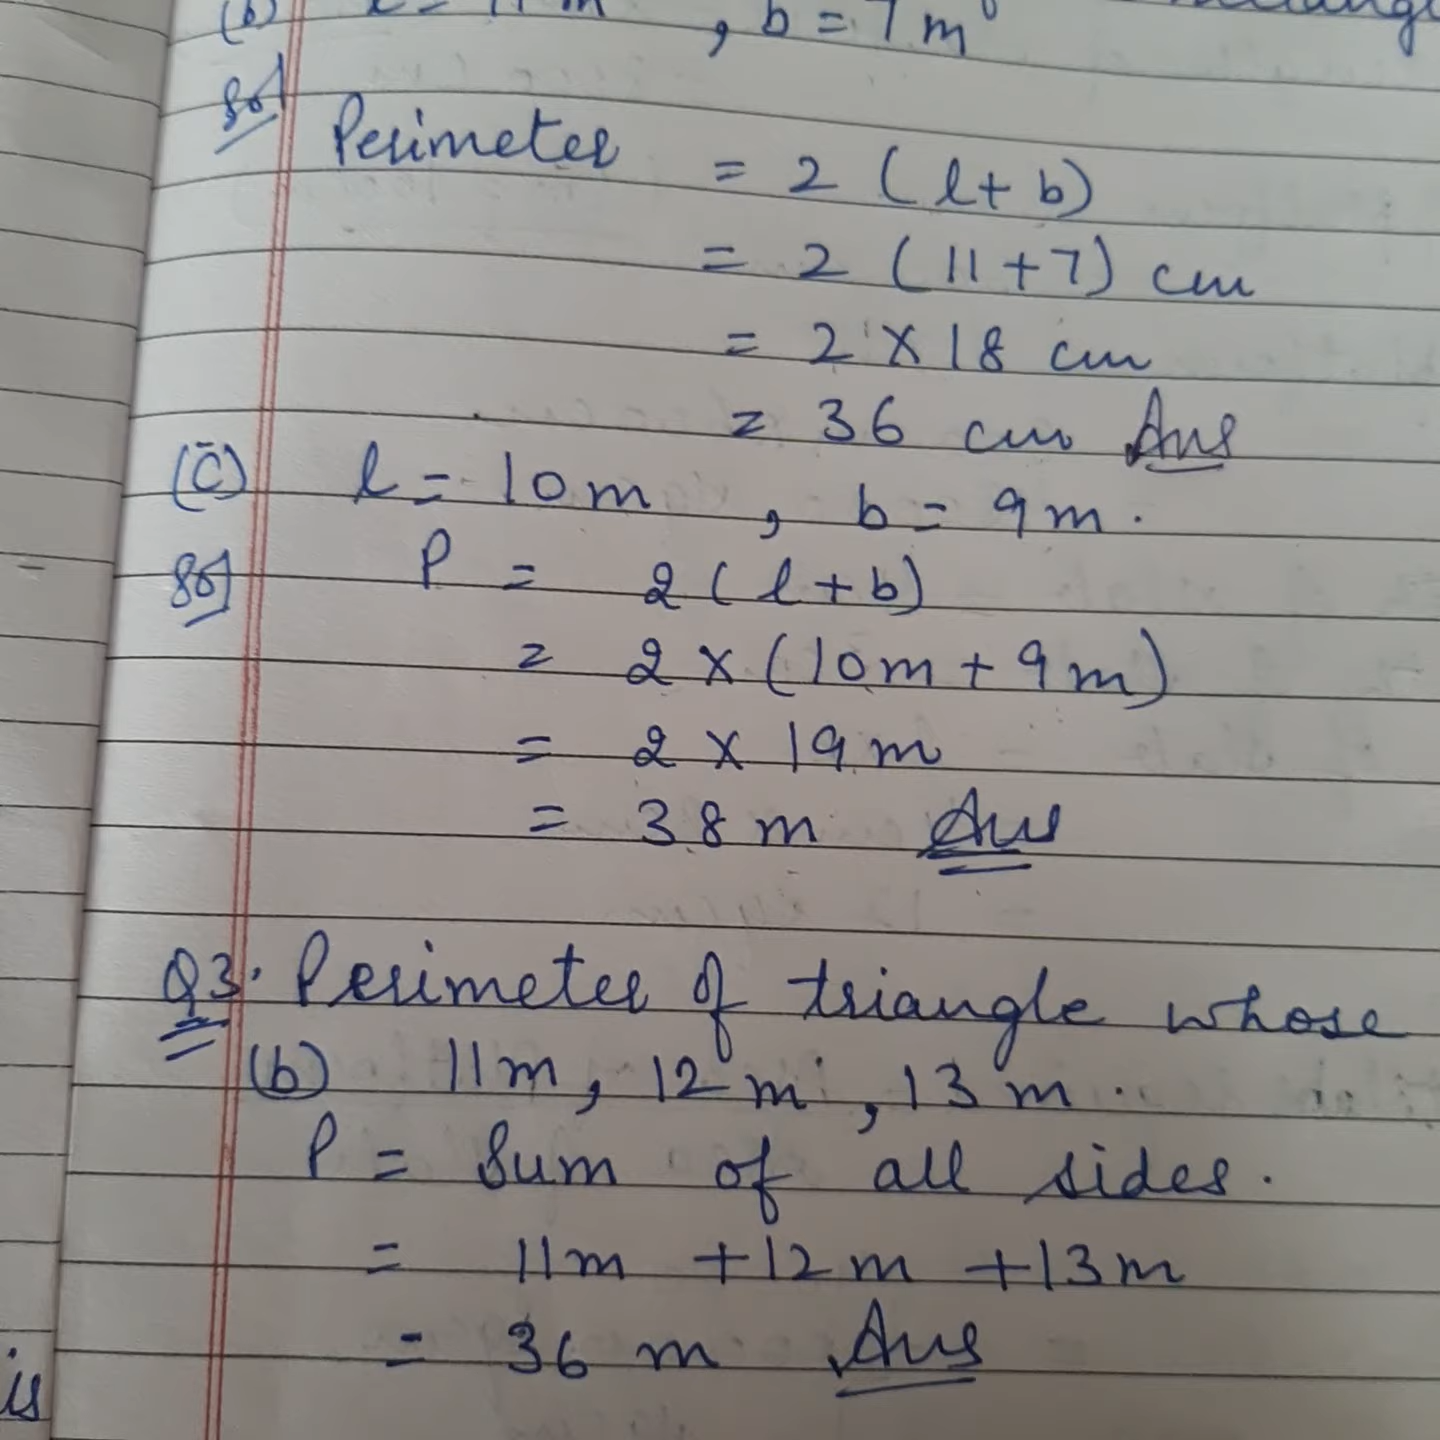 (b) l = 11 m , b = 7 m
Sol
Perimeter = 2 (l + b)
= 2 (11 + 7) cm
= 2 × 18 cm
= 36 cm Ans
(c) l = 10 m , b = 9 m .
Sol P = 2 (l + b)
= 2 × (10 m + 9 m)
= 2 × 19 m
= 38 m Ans
Q3. Perimeter of triangle whose
(b) 11 m, 12 m, 13 m .
P = Sum of all sides .
= 11 m + 12 m + 13 m
= 36 m Ans
is